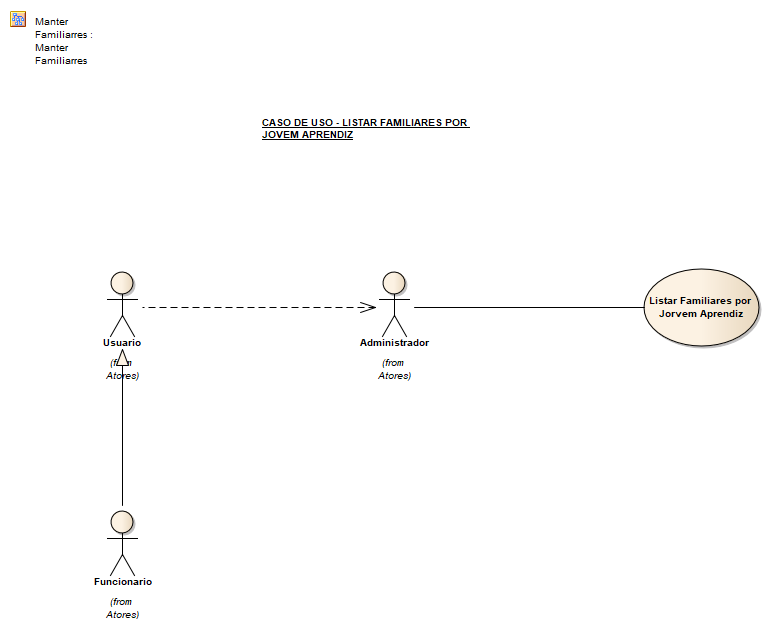 Manter
Familiarres :
Manter
Familiarres
CASO DE USO - LISTAR FAMILIARES POR
JOVEM APRENDIZ
Listar Familiares por
Jorvem Aprendiz
Usuario
(from
Atores)
Administrador
(from
Atores)
Funcionario
(from
Atores)